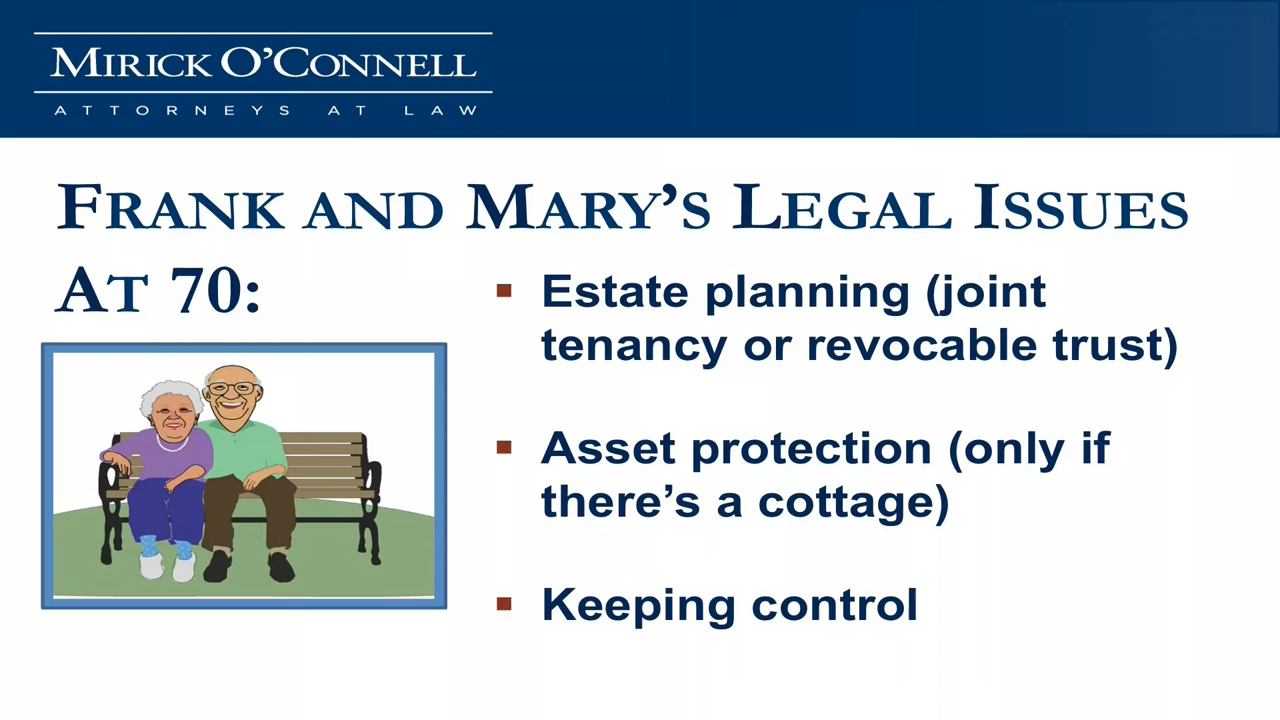 MIRICK O'CONNELL
ATTORNEYS AT LAW
FRANK AND MARY'S LEGAL ISSUES
AT 70:
▪ Estate planning (joint
tenancy or revocable trust)
▪ Asset protection (only if
there's a cottage)
▪ Keeping control